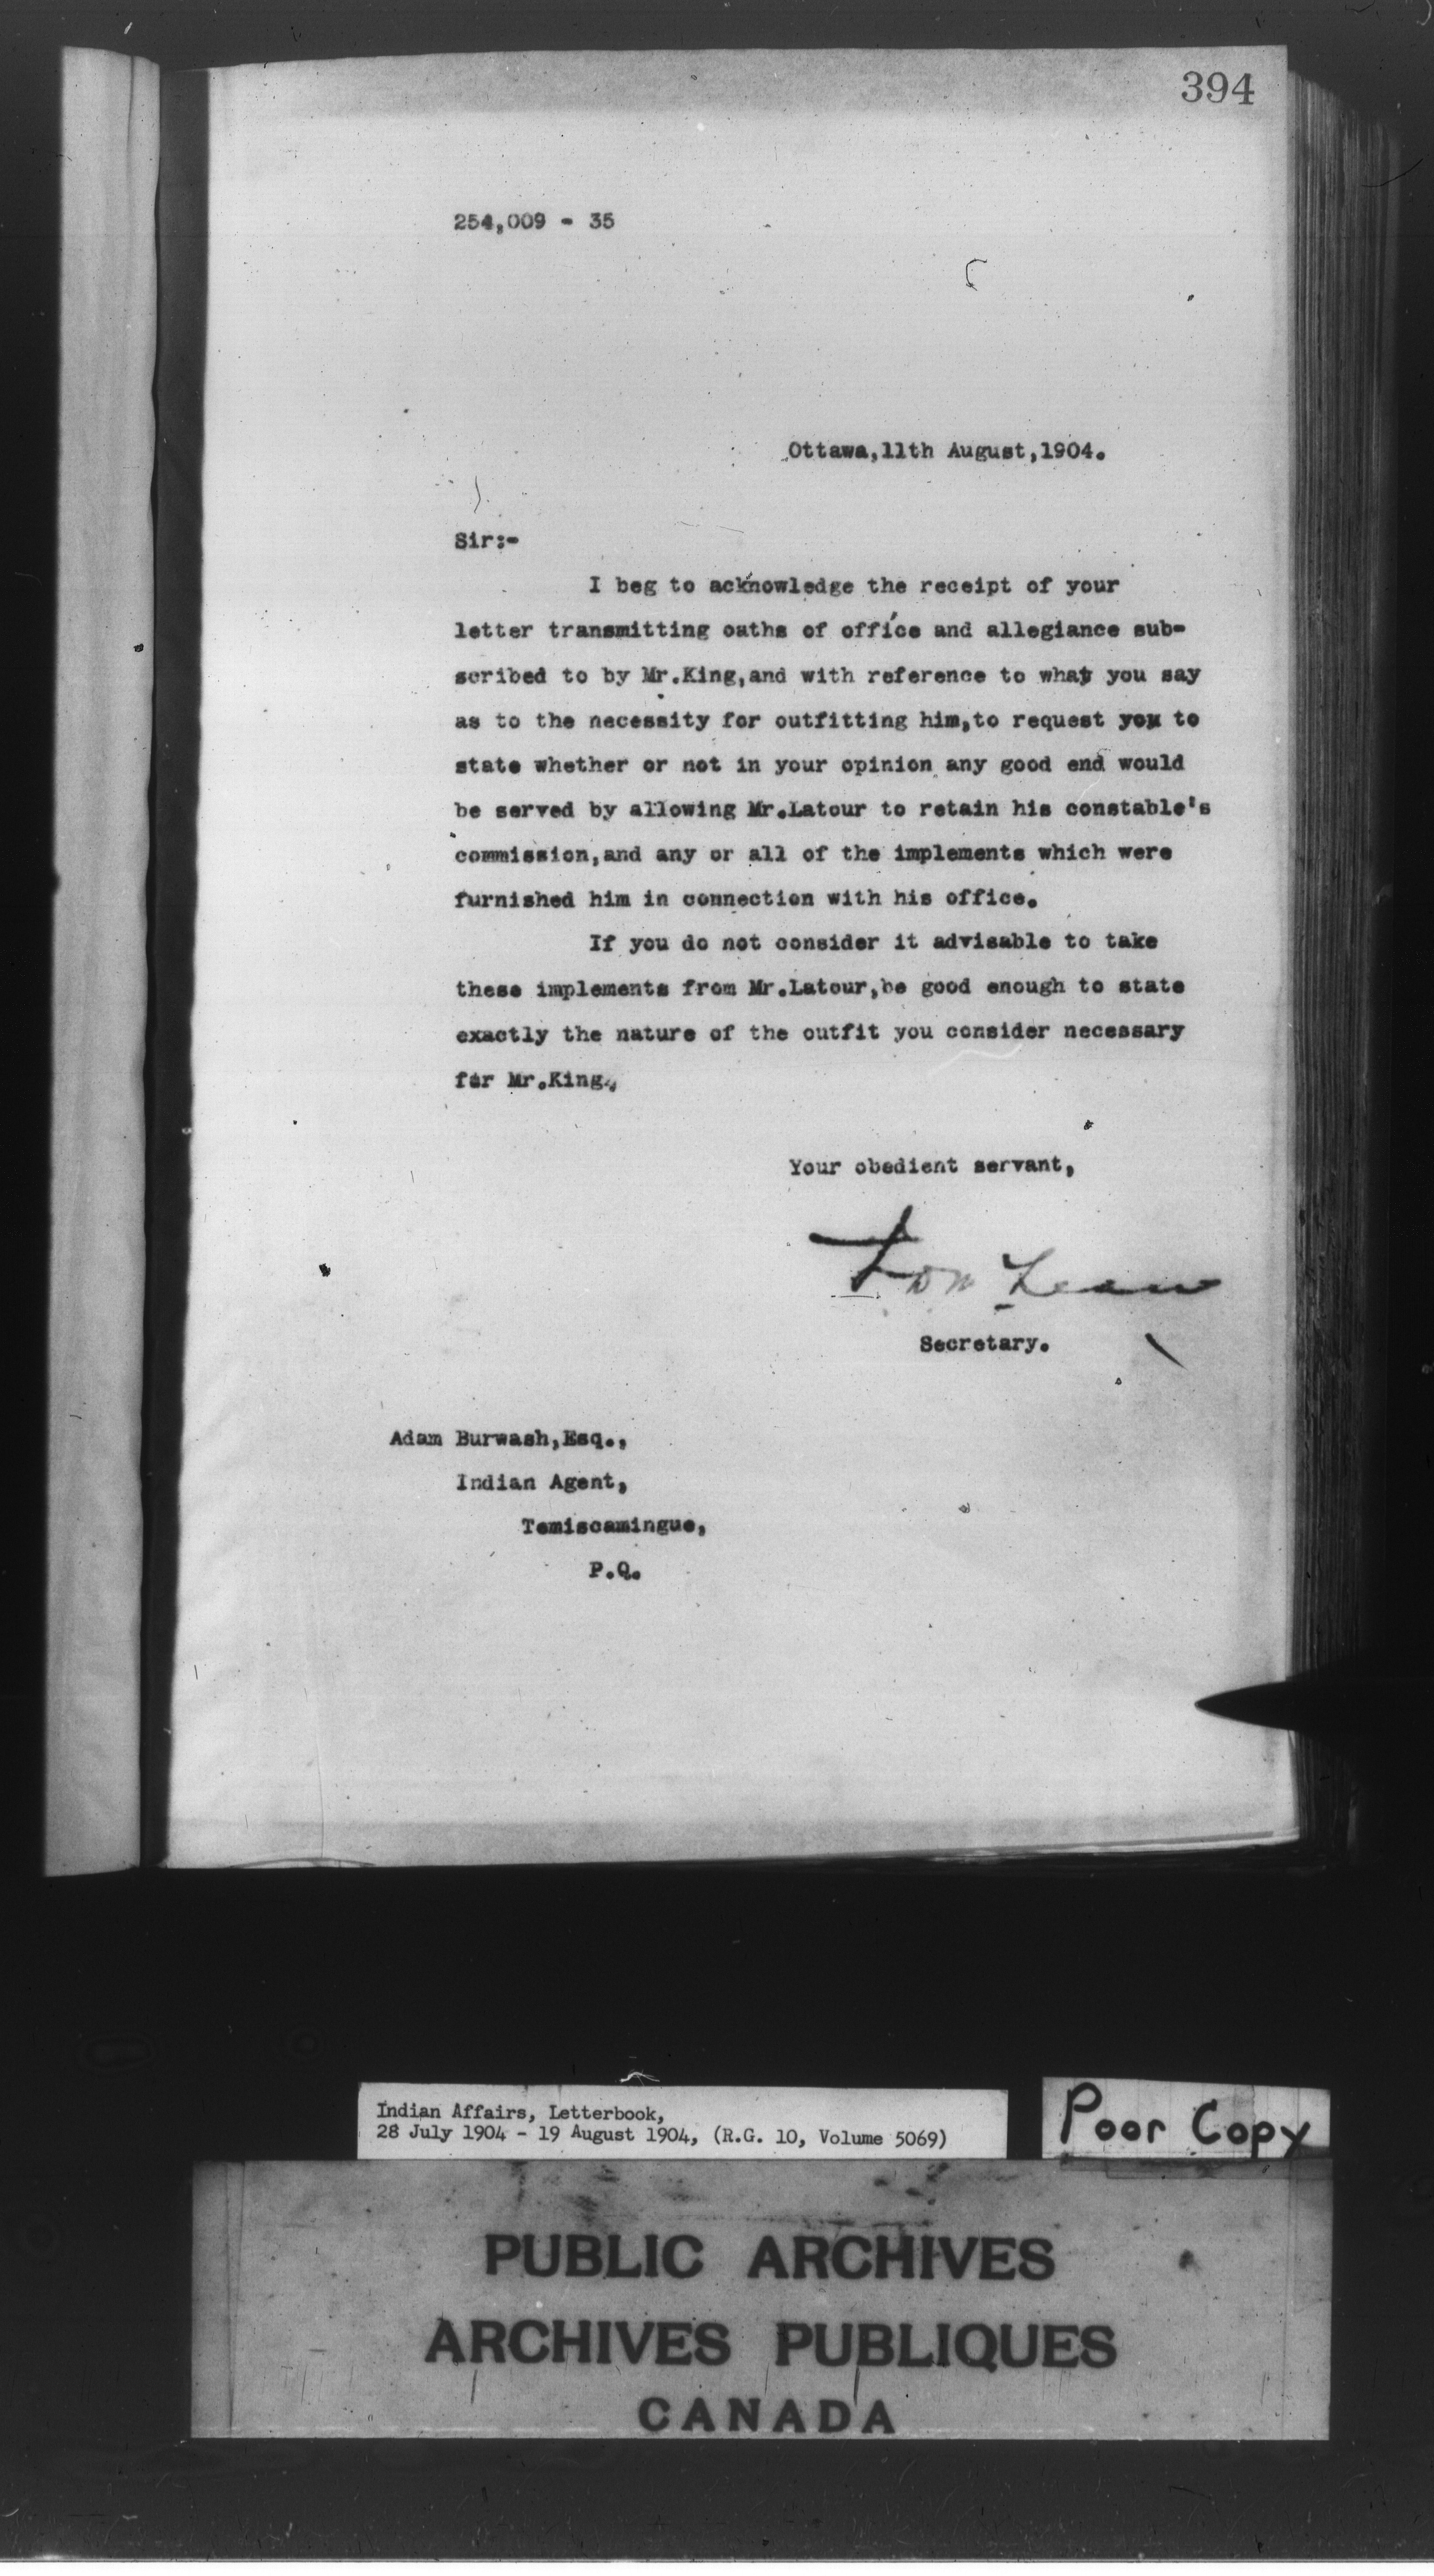 394
254,009 - 35
Ottawa,11th August,1904.
Sir:-
I beg to acknowledge the receipt of your
letter transmitting oaths of office and allegiance sub-
scribed to by Mr.King,and with reference to what you say
as to the necessity for outfitting him,to request you to
state whether or not in your opinion any good end would
be served by allowing Mr.Latour to retain his constable's
commission,and any or all of the implements which were
furnished him in connection with his office.
If you do not consider it advisable to take
these implements from Mr.Latour,be good enough to state
exactly the nature of the outfit you consider necessary
for Mr.King.
Your obedient servant,
Secretary.
Adam Burwash,Esq.,
Indian Agent,
Temiscamingue,
P.Q.
Indian Affairs, Letterbook,
28 July 1904 - 19 August 1904, (R.G. 10, Volume 5069)
Poor Copy
PUBLIC ARCHIVES
ARCHIVES PUBLIQUES
CANADA